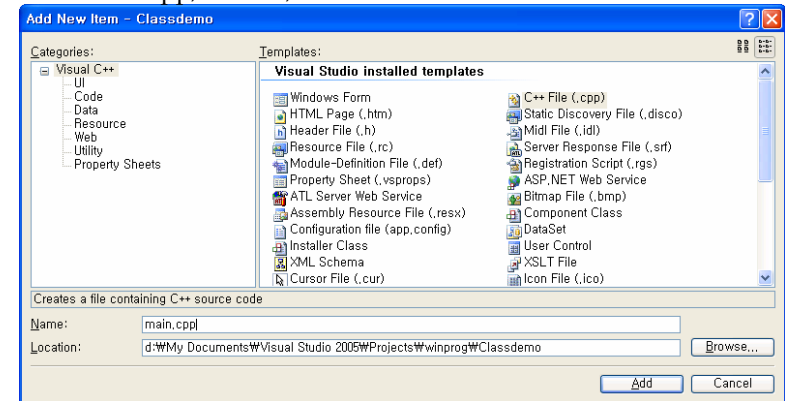 Add New Item - Classdemo
Categories:
Templates:
Visual C++
UI
Code
Data
Resource
Web
Utility
Property Sheets
Visual Studio installed templates
Windows Form
C++ File (.cpp)
HTML Page (.htm)
Static Discovery File (.disco)
Header File (.h)
Midl File (.idl)
Resource File (.rc)
Server Response File (.srf)
Module-Definition File (.def)
Registration Script (.rgs)
Property Sheet (.vsprops)
ASP.NET Web Service
ATL Server Web Service
Bitmap File (.bmp)
Assembly Resource File (.resx)
Component Class
Configuration file (app.config)
DataSet
Installer Class
User Control
XML Schema
XSLT File
Cursor File (.cur)
Icon File (.ico)
Creates a file containing C++ source code
Name:
main.cpp
Location:
d:₩My Documents₩Visual Studio 2005₩Projects₩winprog₩Classdemo
Browse...
Add
Cancel